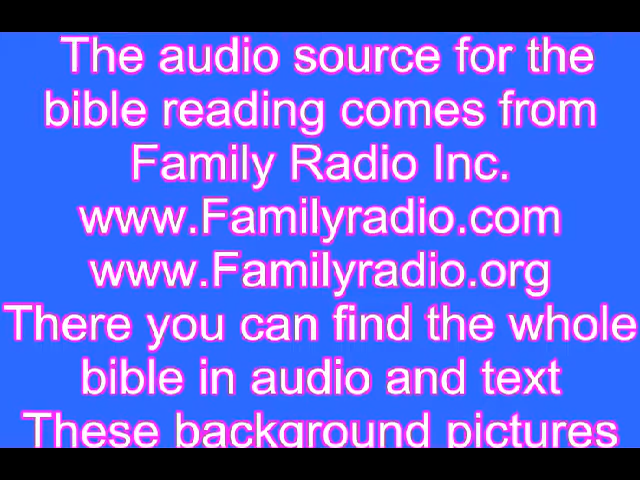 The audio source for the
bible reading comes from
Family Radio Inc.
www.Familyradio.com
www.Familyradio.org
There you can find the whole
bible in audio and text
These background pictures